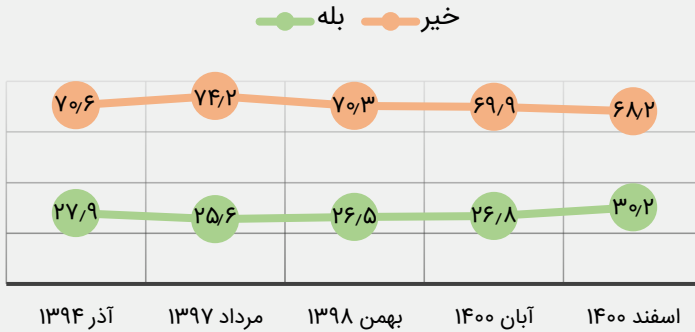 خیر بله
۷۰٫۶ ۷۴٫۲ ۷۰٫۳ ۶۹٫۹ ۶۸٫۲
۲۷٫۹ ۲۵٫۶ ۲۶٫۵ ۲۶٫۸ ۳۰٫۲
آذر ۱۳۹۴ مرداد ۱۳۹۷ بهمن ۱۳۹۸ آبان ۱۴۰۰ اسفند ۱۴۰۰